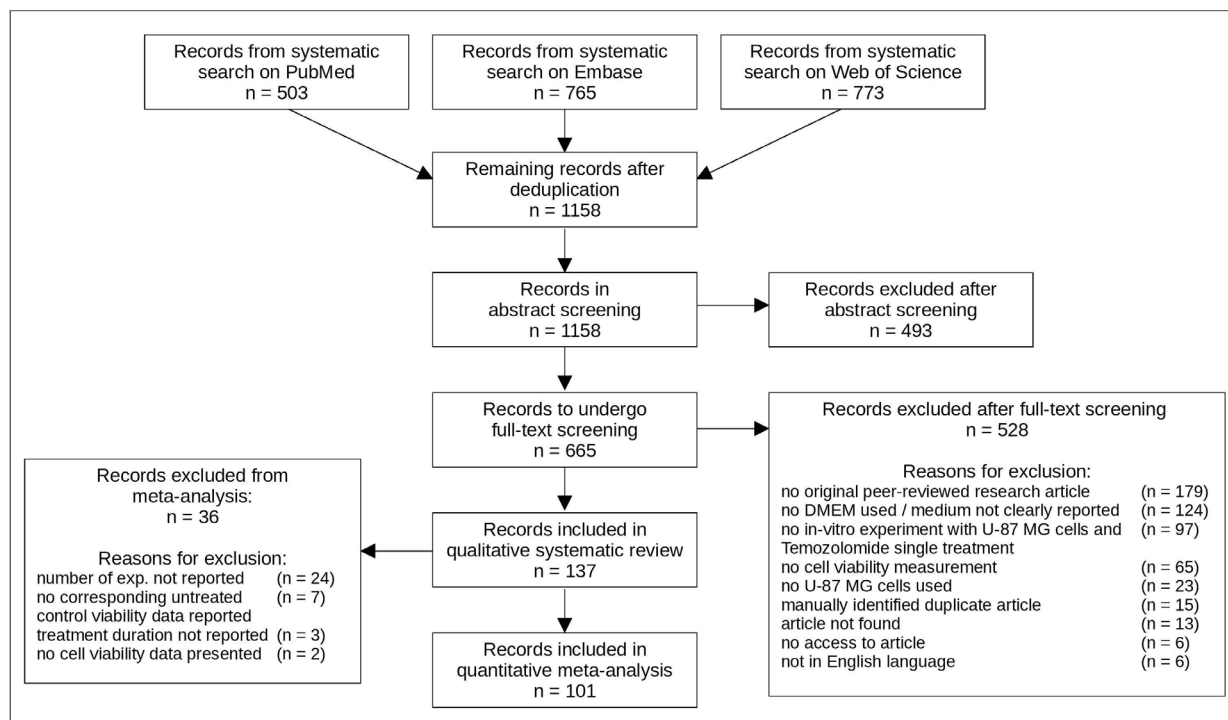 Records from systematic
search on PubMed
n = 503
Records from systematic
search on Embase
n = 765
Records from systematic
search on Web of Science
n = 773
Remaining records after
deduplication
n = 1158
Records in
abstract screening
n = 1158
Records excluded after
abstract screening
n = 493
Records to undergo
full-text screening
n = 665
Records excluded after full-text screening
n = 528
Reasons for exclusion:
no original peer-reviewed research article (n = 179)
no DMEM used / medium not clearly reported (n = 124)
no in-vitro experiment with U-87 MG cells and (n = 97)
Temozolomide single treatment
no cell viability measurement (n = 65)
no U-87 MG cells used (n = 23)
manually identified duplicate article (n = 15)
article not found (n = 13)
no access to article (n = 6)
not in English language (n = 6)
Records excluded from
meta-analysis:
n = 36
Reasons for exclusion:
number of exp. not reported (n = 24)
no corresponding untreated (n = 7)
control viability data reported
treatment duration not reported (n = 3)
no cell viability data presented (n = 2)
Records included in
qualitative systematic review
n = 137
Records included in
quantitative meta-analysis
n = 101